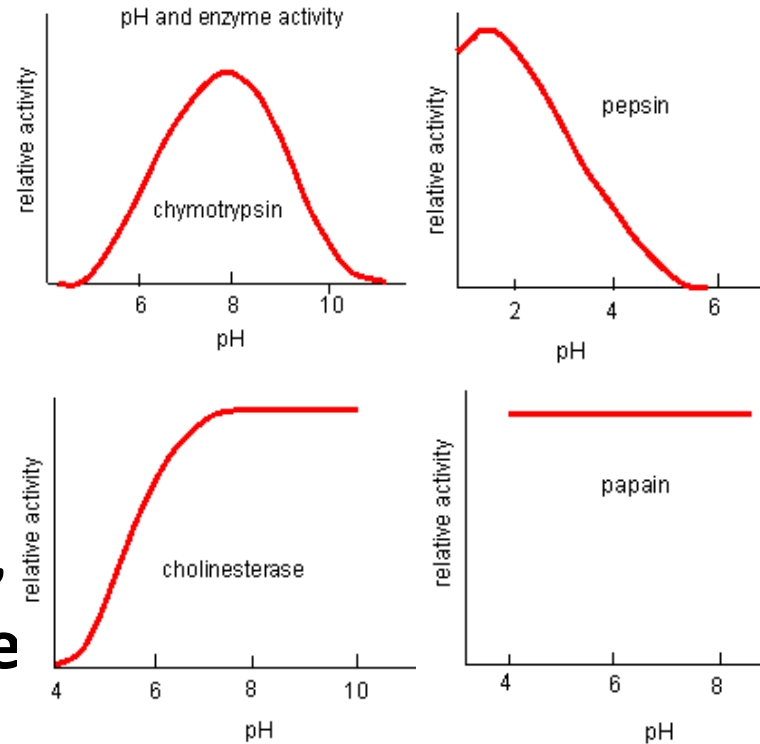 pH and enzyme activity
relative activity
chymotrypsin
6 8 10
pH
relative activity
pepsin
2 4 6
pH
,
e
relative activity
cholinesterase
4 6 8 10
pH
relative activity
papain
4 6 8
pH